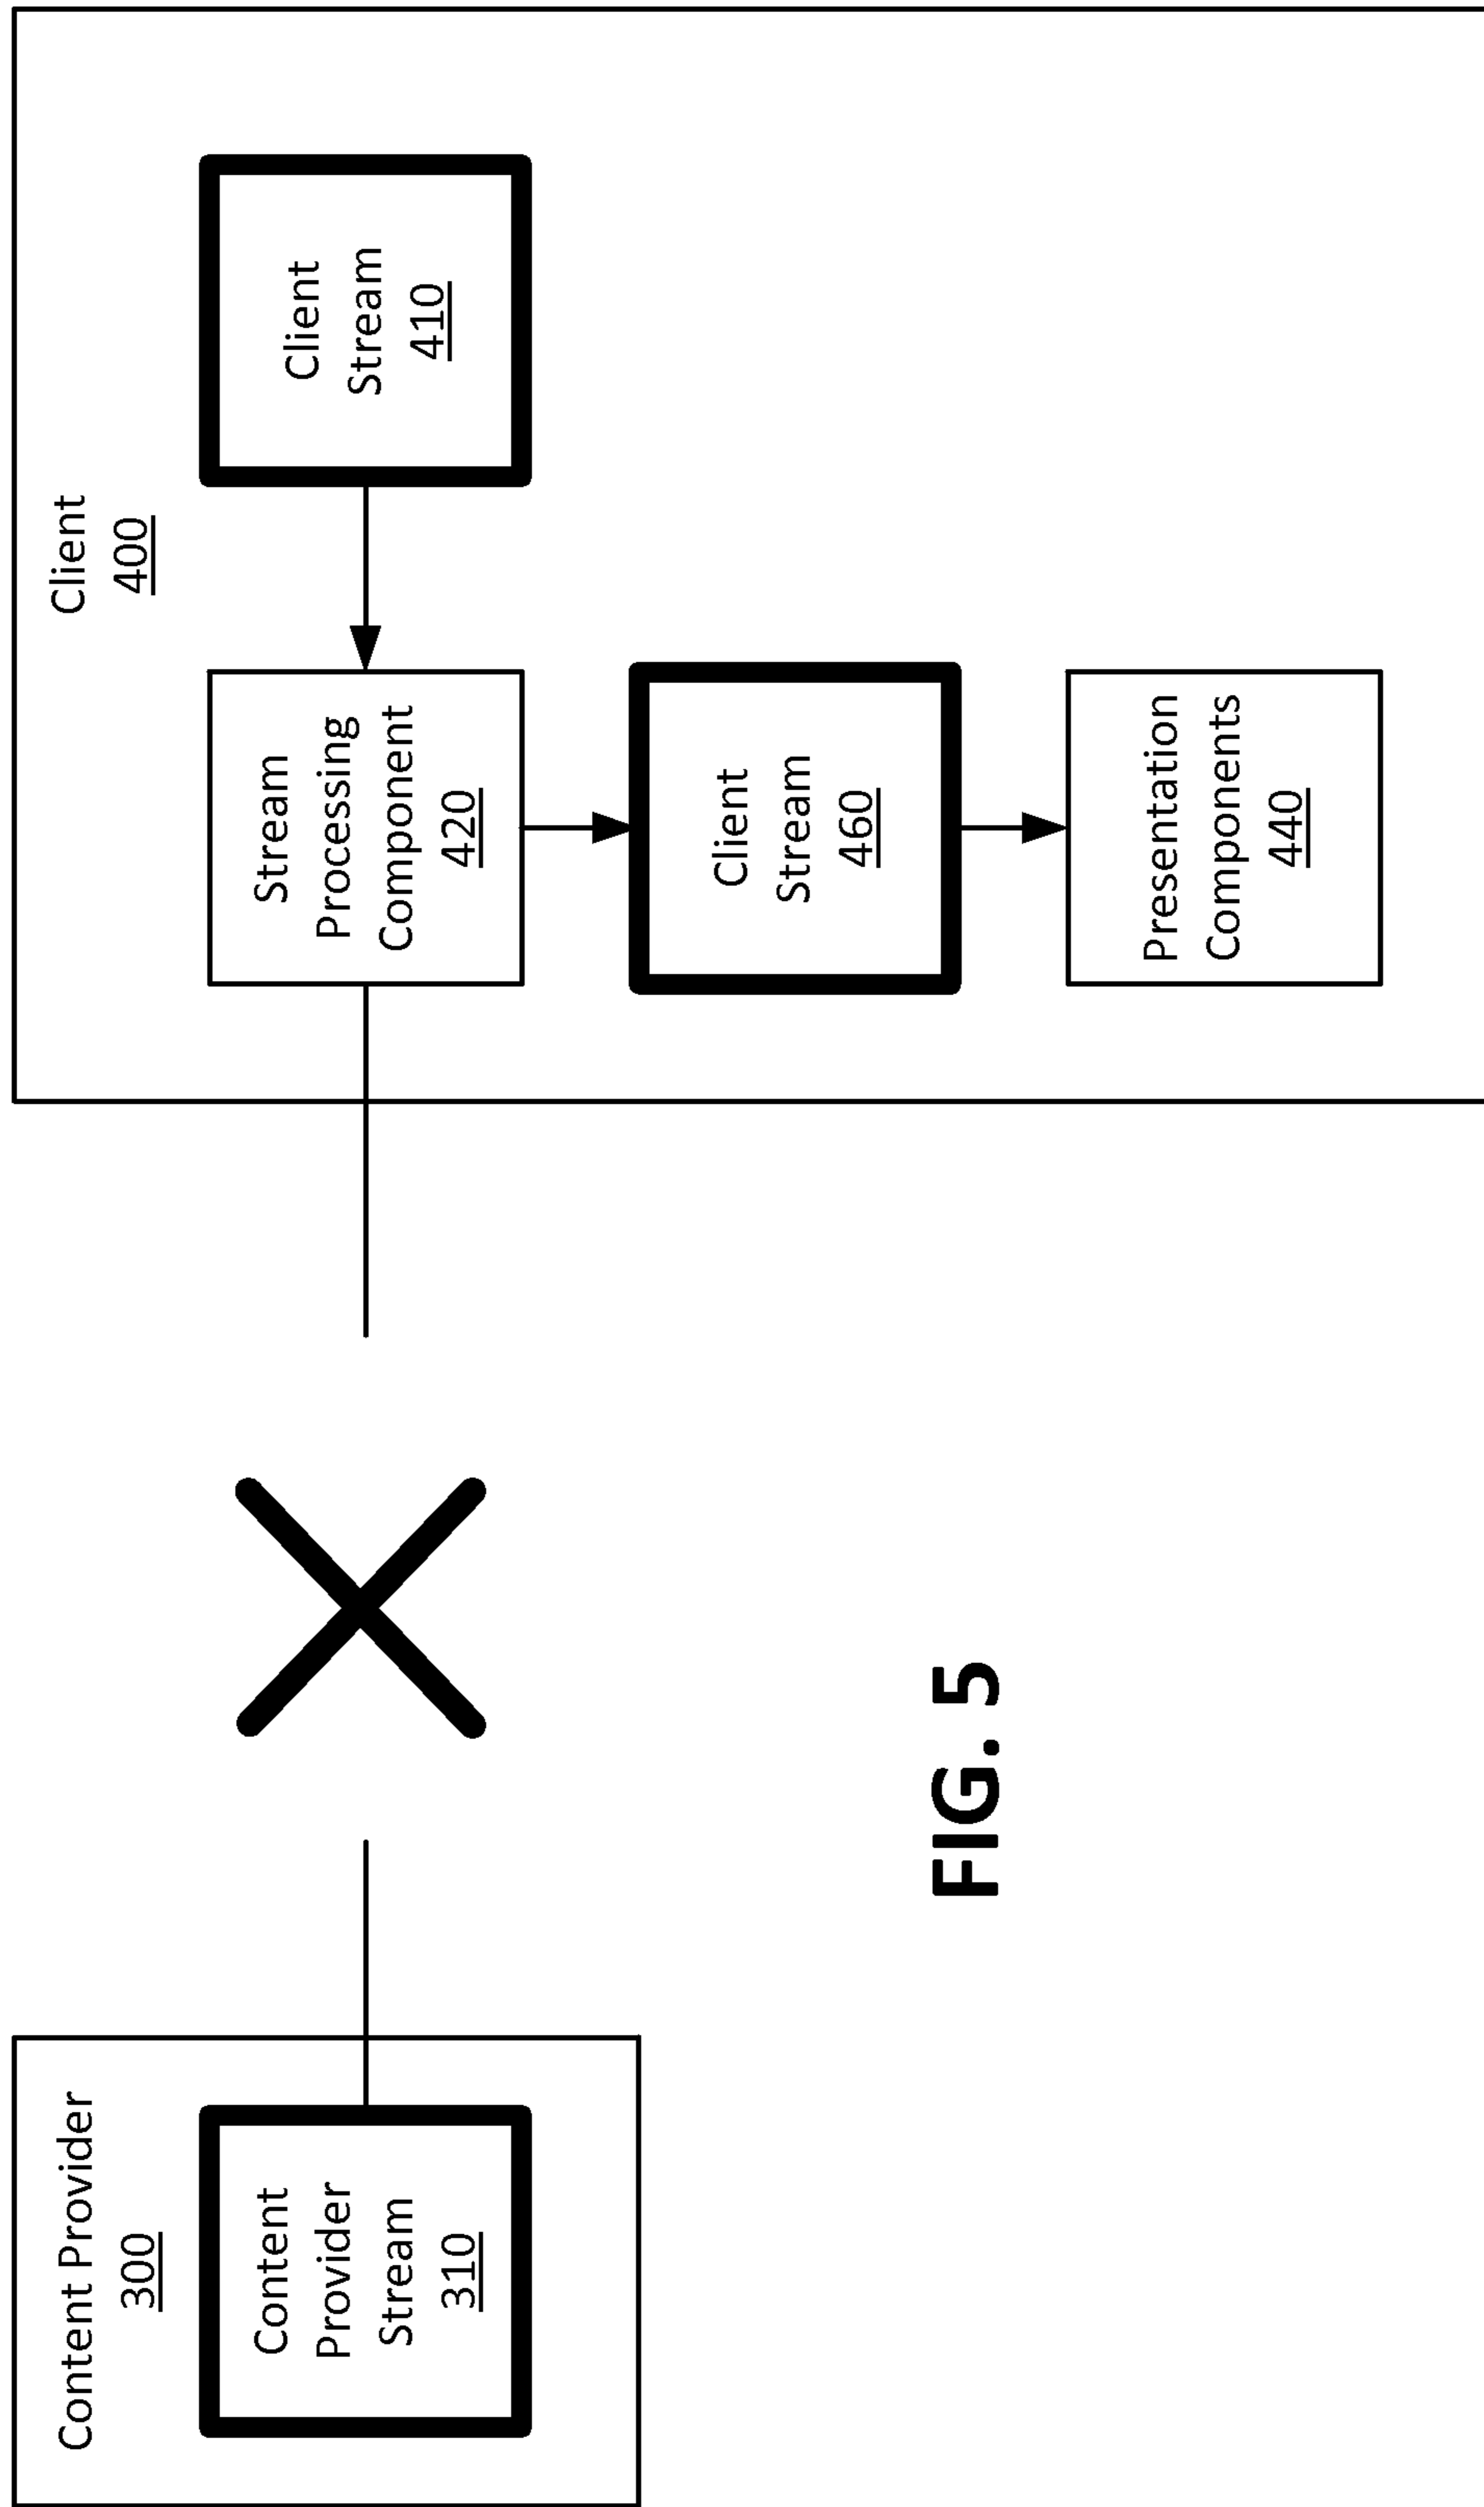 Content Provider
300
Content
Provider
Stream
310
Client
400
Stream
Processing
Component
420
Client
Stream
410
Client
Stream
460
Presentation
Components
440
FIG. 5